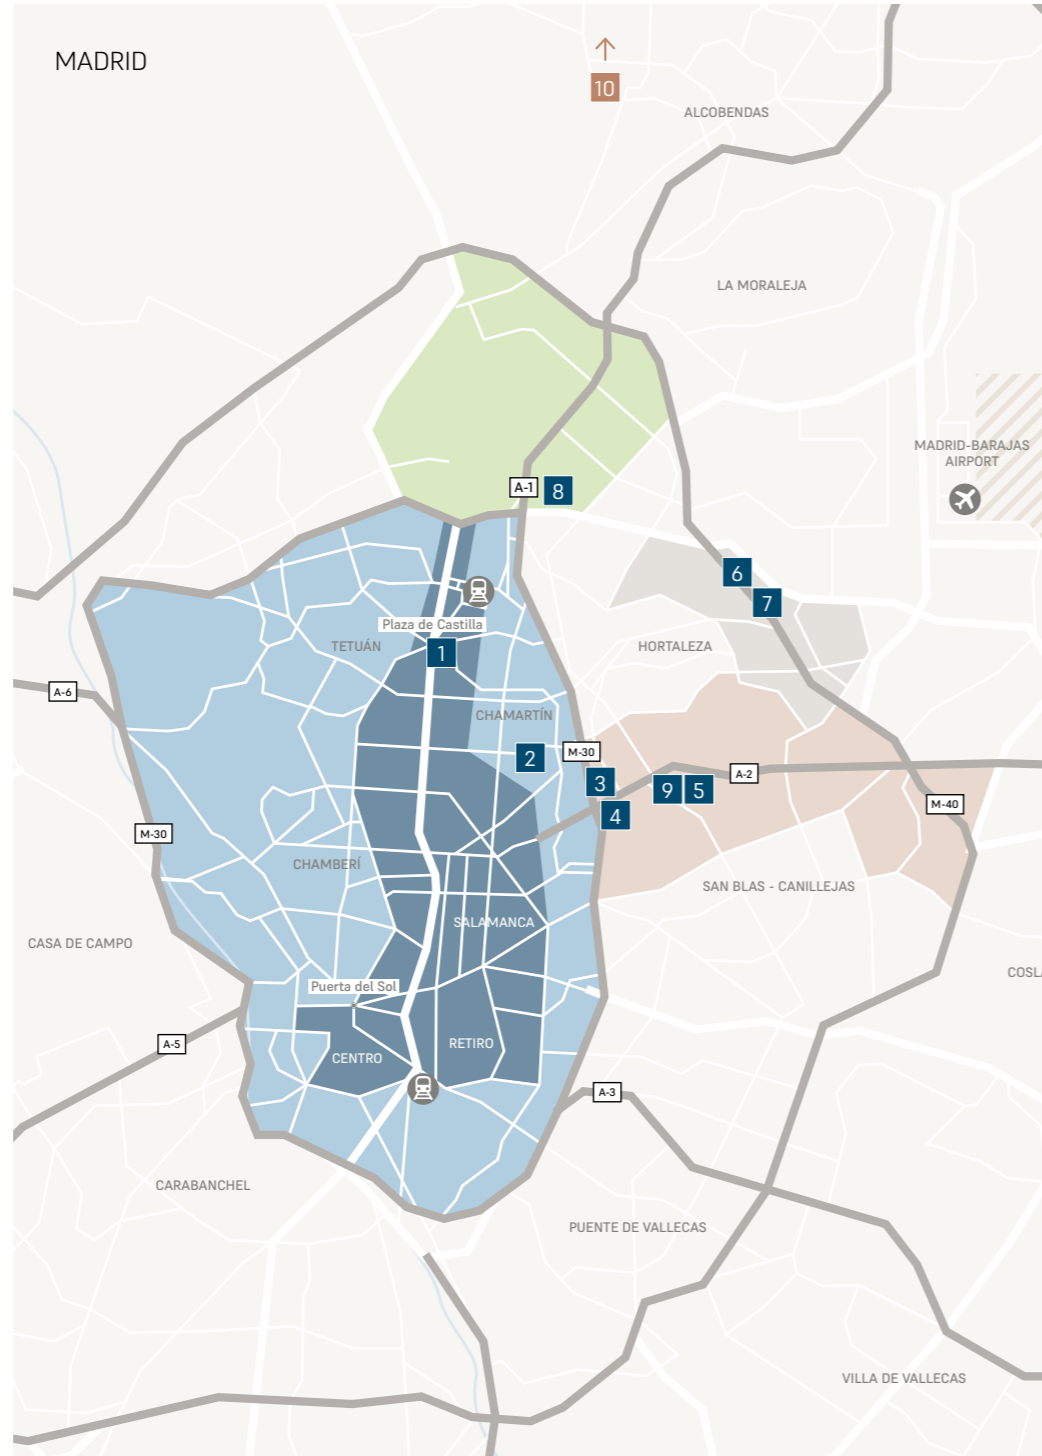 MADRID
10
ALCOBENDAS
LA MORALEJA
MADRID-BARAJAS
AIRPORT
A-1
8
6
7
Plaza de Castilla
TETUÁN
1
HORTALEZA
A-6
CHAMARTÍN
2
M-30
3
4
9
5
A-2
M-40
M-30
CHAMBERÍ
SAN BLAS - CANILLEJAS
SALAMANCA
CASA DE CAMPO
COSLA
Puerta del Sol
A-5
CENTRO
RETIRO
A-3
CARABANCHEL
PUENTE DE VALLECAS
VILLA DE VALLECAS